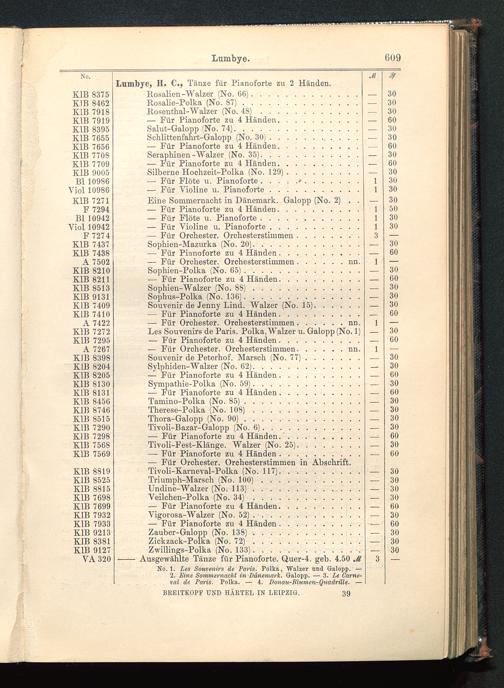 Lumbye. 609
No. ℳ ₰
Lumbye, H. C., Tänze für Pianoforte zu 2 Händen.
KlB 8375 Rosalien-Walzer (No. 66) — 30
KlB 8462 Rosalie-Polka (No. 87) — 30
KlB 7918 Rosenthal-Walzer (No. 48) — 30
KlB 7919 — Für Pianoforte zu 4 Händen — 60
KlB 8395 Salut-Galopp (No. 74) — 30
KlB 7655 Schlittenfahrt-Galopp (No. 30) — 30
KlB 7656 — Für Pianoforte zu 4 Händen — 60
KlB 7708 Seraphinen-Walzer (No. 35) — 30
KlB 7709 — Für Pianoforte zu 4 Händen — 60
KlB 9005 Silberne Hochzeit-Polka (No. 129) — 30
Bl 10986 — Für Flöte u. Pianoforte 1 30
Viol 10986 — Für Violine u. Pianoforte 1 30
KlB 7271 Eine Sommernacht in Dänemark. Galopp (No. 2) — 30
F 7294 — Für Pianoforte zu 4 Händen 1 50
Bl 10942 — Für Flöte u. Pianoforte 1 30
Viol 10942 — Für Violine u. Pianoforte 1 30
F 7274 — Für Orchester. Orchesterstimmen 3 —
KlB 7437 Sophien-Mazurka (No. 20) — 30
KlB 7438 — Für Pianoforte zu 4 Händen — 60
A 7502 — Für Orchester. Orchesterstimmen nn. 1 —
KlB 8210 Sophien-Polka (No. 65) — 30
KlB 8211 — Für Pianoforte zu 4 Händen — 60
KlB 8513 Sophien-Walzer (No. 88) — 30
KlB 9131 Sophus-Polka (No. 136) — 30
KlB 7409 Souvenir de Jenny Lind. Walzer (No. 15) — 30
KlB 7410 — Für Pianoforte zu 4 Händen — 60
A 7422 — Für Orchester. Orchesterstimmen nn. 1 —
KlB 7272 Les Souvenirs de Paris. Polka, Walzer u. Galopp (No. 1) — 30
KlB 7295 — Für Pianoforte zu 4 Händen — 60
A 7267 — Für Orchester. Orchesterstimmen nn. 1 —
KlB 8398 Souvenir de Peterhof. Marsch (No. 77) — 30
KlB 8204 Sylphiden-Walzer (No. 62) — 30
KlB 8205 — Für Pianoforte zu 4 Händen — 60
KlB 8130 Sympathie-Polka (No. 59) — 30
KlB 8131 — Für Pianoforte zu 4 Händen — 60
KlB 8456 Tamino-Polka (No. 85) — 30
KlB 8746 Therese-Polka (No. 108) — 30
KlB 8515 Thora-Galopp (No. 90) — 30
KlB 7290 Tivoli-Bazar-Galopp (No. 6) — 30
KlB 7298 — Für Pianoforte zu 4 Händen — 60
KlB 7568 Tivoli-Fest-Klänge. Walzer (No. 25) — 30
KlB 7569 — Für Pianoforte zu 4 Händen — 60
— Für Orchester. Orchesterstimmen in Abschrift.
KlB 8819 Tivoli-Karneval-Polka (No. 117) — 30
KlB 8525 Triumph-Marsch (No. 100) — 30
KlB 8815 Undine-Walzer (No. 113) — 30
KlB 7698 Veilchen-Polka (No. 34) — 30
KlB 7699 — Für Pianoforte zu 4 Händen — 60
KlB 7932 Vigorosa-Walzer (No. 52) — 30
KlB 7933 — Für Pianoforte zu 4 Händen — 60
KlB 9213 Zauber-Galopp (No. 138) — 30
KlB 8381 Zickzack-Polka (No. 72) — 30
KlB 9127 Zwillings-Polka (No. 133) — 30
VA 320 —— Ausgewählte Tänze für Pianoforte. Quer-4. geb. 4.50 ℳ 3 —
No. 1. Les Souvenirs de Paris. Polka, Walzer und Galopp. —
2. Eine Sommernacht in Dänemark. Galopp. — 3. Le Carne-
val de Paris. Polka. — 4. Donau-Blumen-Quadrille. —
BREITKOPF UND HÄRTEL IN LEIPZIG. 39